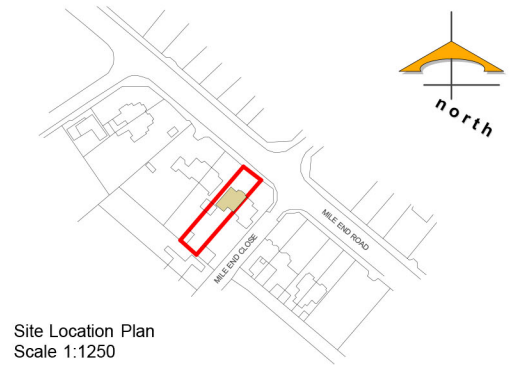 north
MILE END ROAD
MILE END CLOSE
Site Location Plan
Scale 1:1250